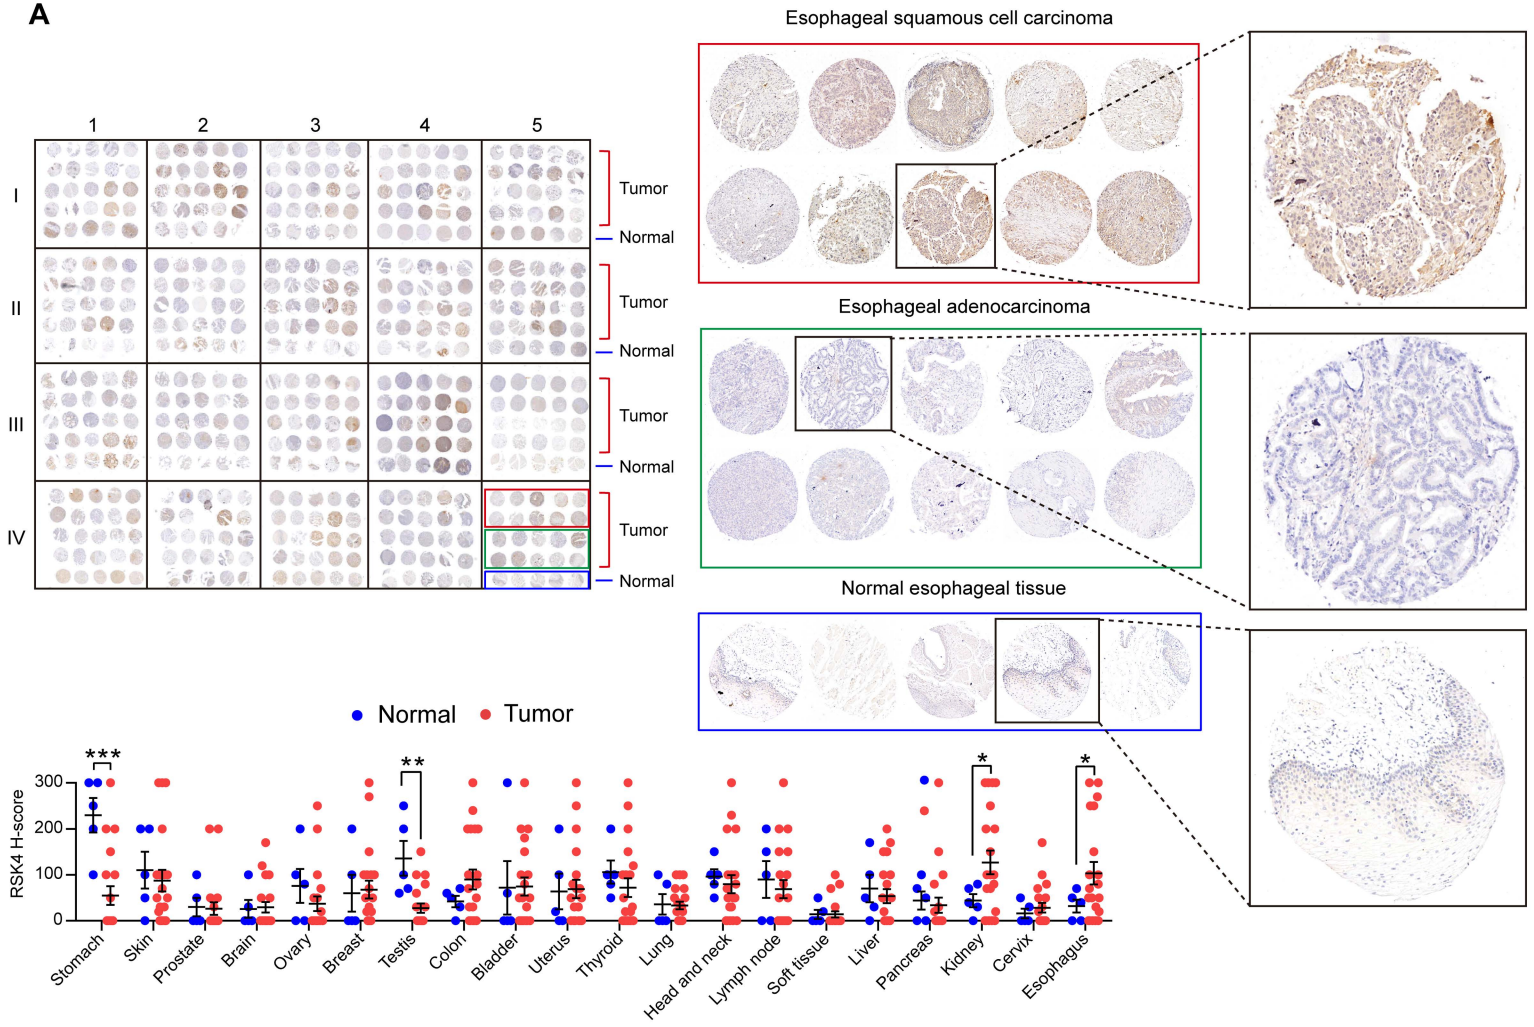 A
Esophageal squamous cell carcinoma
1 2 3 4 5
I
Tumor
Normal
II
Tumor
Normal
III
Tumor
Normal
IV
Tumor
Normal
Esophageal adenocarcinoma
Normal esophageal tissue
Normal Tumor
*** ** * *
RSK4 H-score
300
200
100
0
Stomach
Skin
Prostate
Brain
Ovary
Breast
Testis
Colon
Bladder
Uterus
Thyroid
Lung
Head and neck
Lymph node
Soft tissue
Liver
Pancreas
Kidney
Cervix
Esophagus